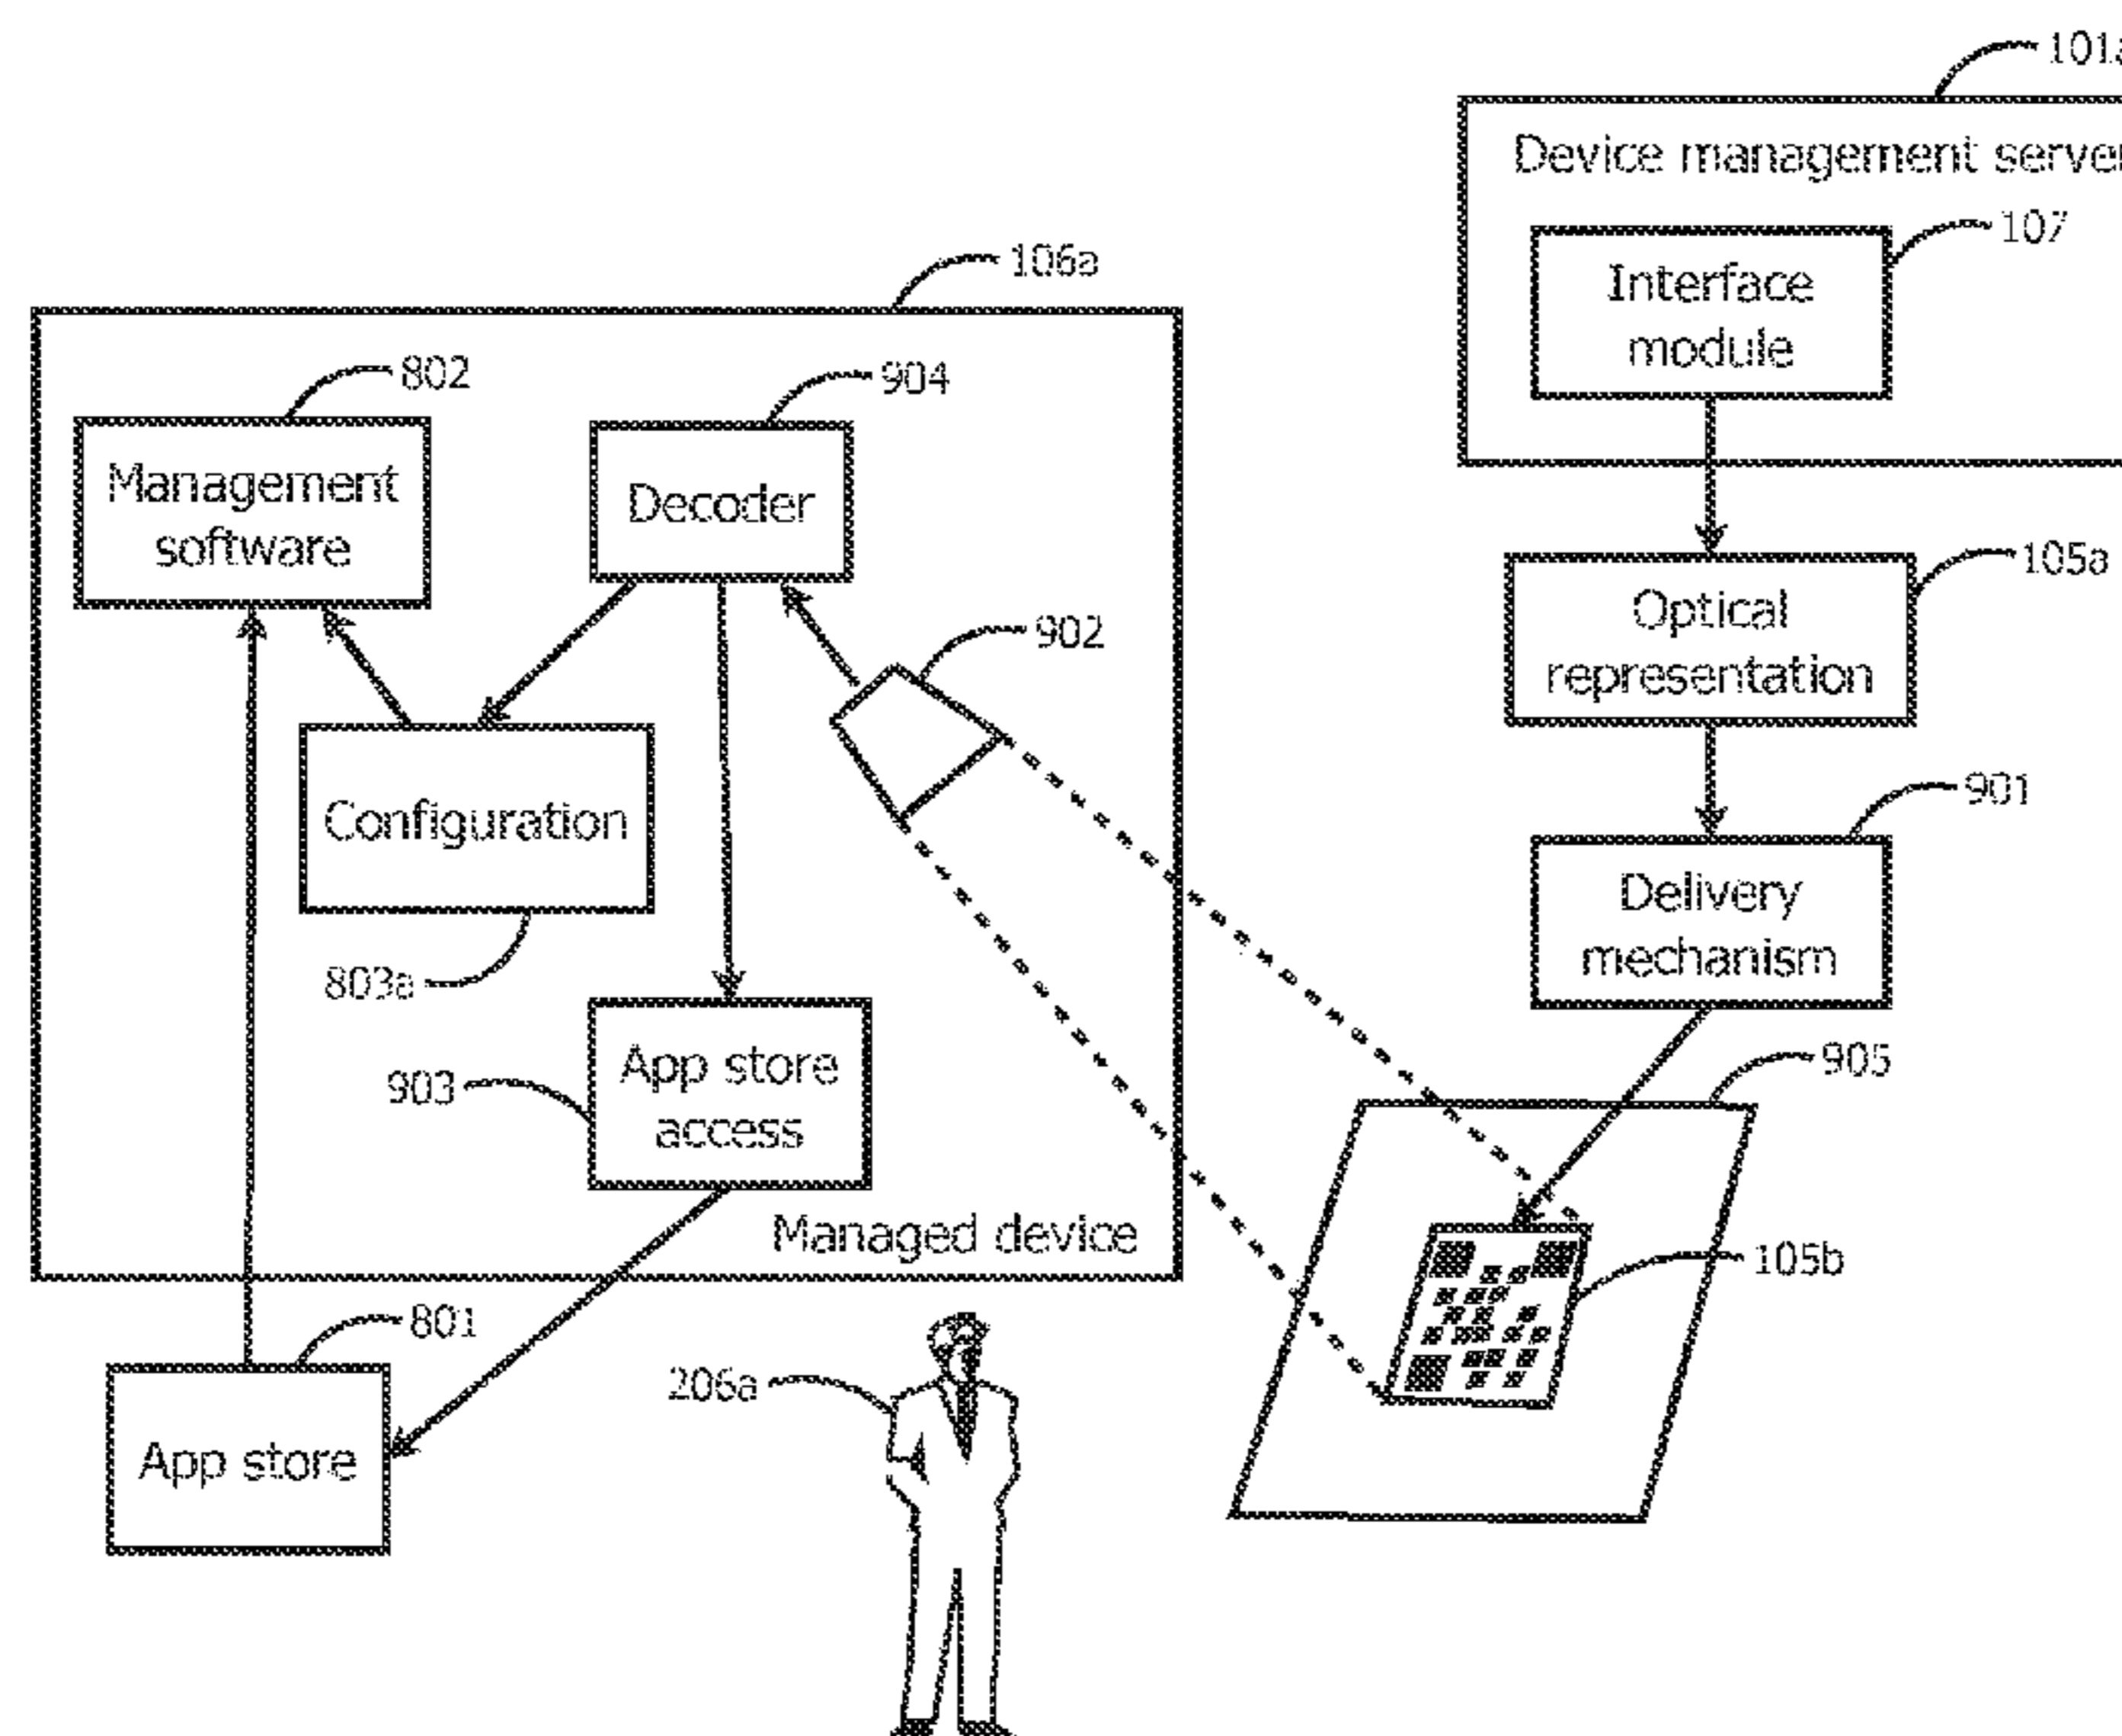 101a
Device management server
107
Interface
module
106a
802
904
Management
software
Decoder
105a
Optical
representation
902
Configuration
901
Delivery
mechanism
803a
App store
access
903
905
Managed device
105b
801
206a
App store